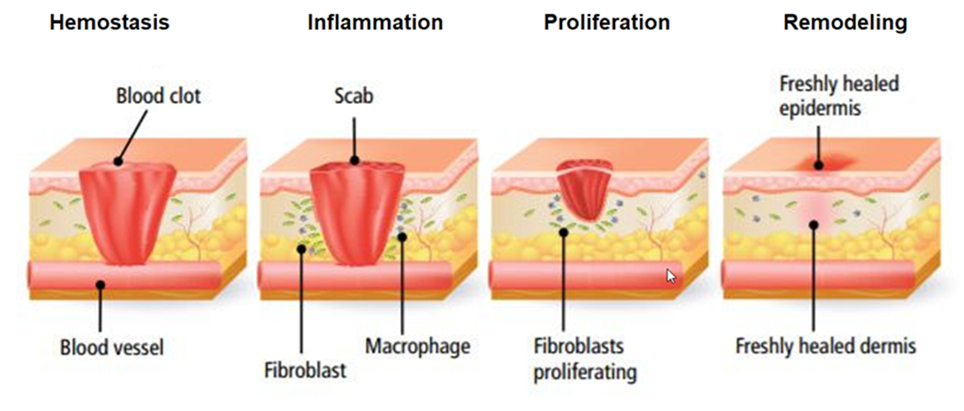 Hemostasis
Inflammation
Proliferation
Remodeling
Blood clot
Scab
Freshly healed
epidermis
Blood vessel
Fibroblast
Macrophage
Fibroblasts
proliferating
Freshly healed dermis